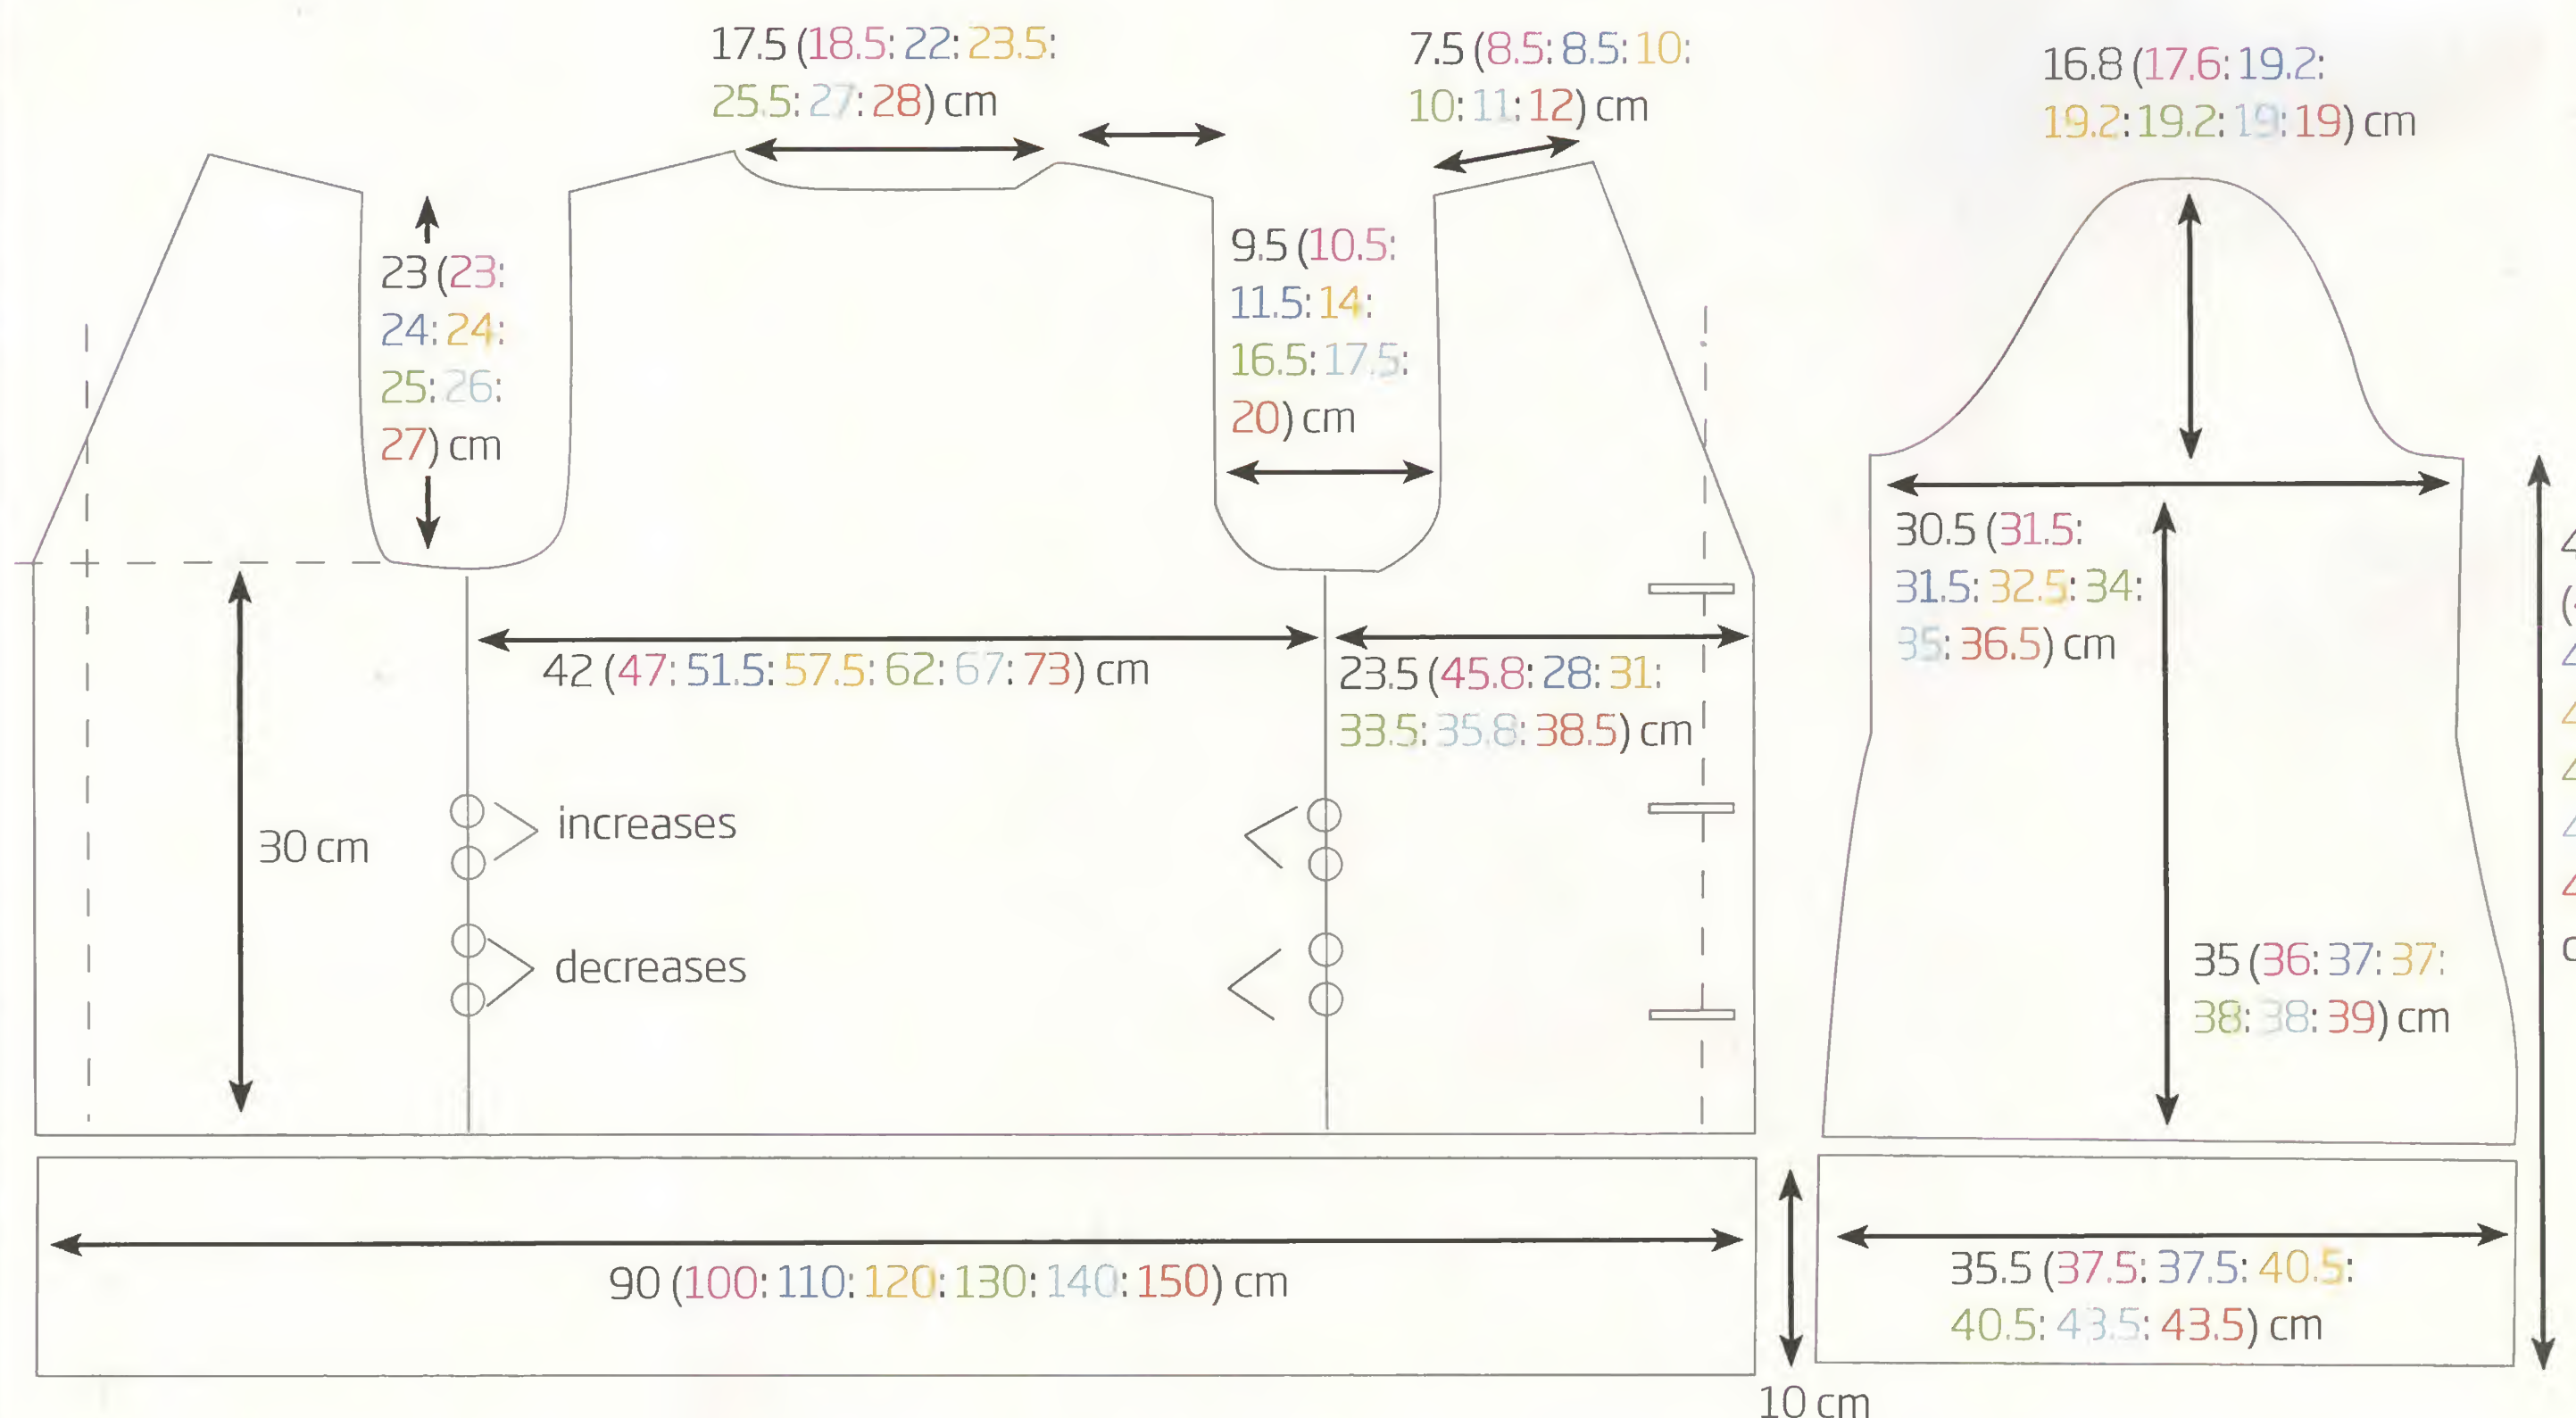 17.5 (18.5: 22: 23.5:
25.5: 27: 28) cm
7.5 (8.5: 8.5: 10:
10: 11: 12) cm
16.8 (17.6: 19.2:
19.2: 19.2: 19: 19) cm
23 (23:
24: 24:
25: 26:
27) cm
9.5 (10.5:
11.5: 14:
16.5: 17.5:
20) cm
30.5 (31.5:
31.5: 32.5: 34:
35: 36.5) cm
42 (47: 51.5: 57.5: 62: 67: 73) cm
23.5 (45.8: 28: 31:
33.5: 35.8: 38.5) cm
30 cm
increases
decreases
35 (36: 37: 37:
38: 38: 39) cm
90 (100: 110: 120: 130: 140: 150) cm
35.5 (37.5: 37.5: 40.5:
40.5: 43.5: 43.5) cm
10 cm